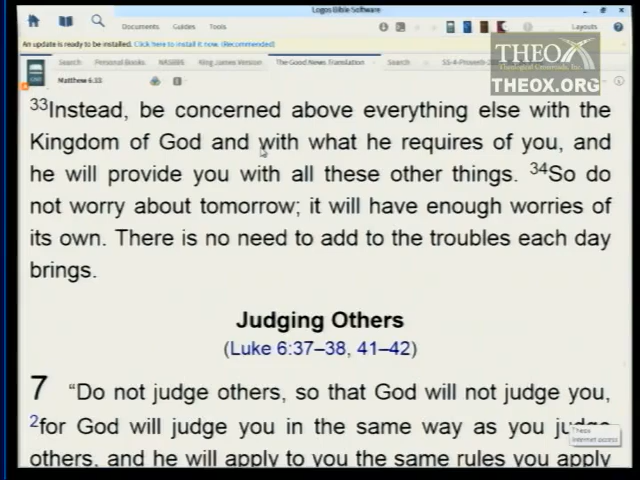 Logos Bible Software
Documents Guides Tools Layouts
An update is ready to be installed. Click here to install it now. (Recommended)
Search Personal Books NASB95 King James Version The Good News Translation Search SS-4-Proverb
Matthew 6:33
THEOX
THEOX.ORG
33Instead, be concerned above everything else with the
Kingdom of God and with what he requires of you, and
he will provide you with all these other things. 34So do
not worry about tomorrow; it will have enough worries of
its own. There is no need to add to the troubles each day
brings.
Judging Others
(Luke 6:37–38, 41–42)
7 “Do not judge others, so that God will not judge you,
2for God will judge you in the same way as you judge
others, and he will apply to you the same rules you apply
Theox
Internet access